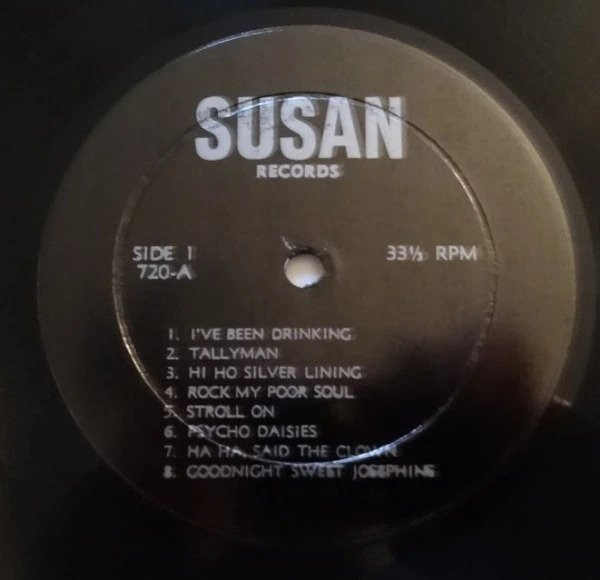 SUSAN
RECORDS
SIDE 1
33⅓ RPM
720-A
1. I'VE BEEN DRINKING
2. TALLYMAN
3. HI HO SILVER LINING
4. ROCK MY POOR SOUL
5. STROLL ON
6. PSYCHO DAISIES
7. HA HA, SAID THE CLOWN
8. GOODNIGHT SWEET JOSEPHINE